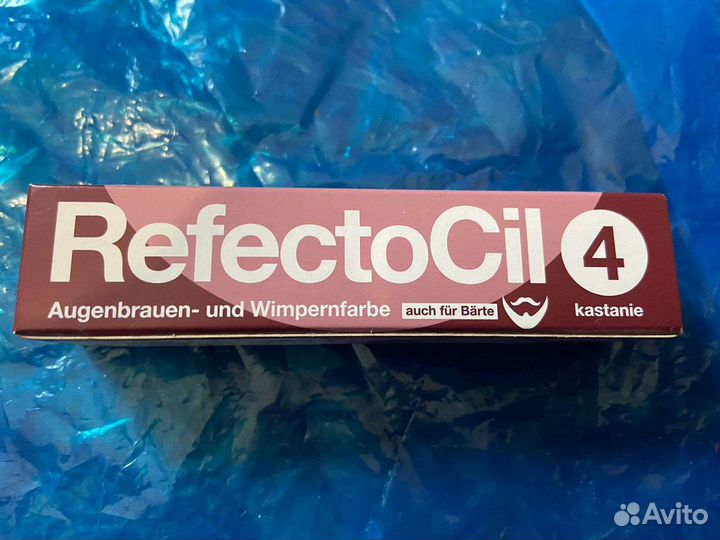 RefectoCil 4
Augenbrauen- und Wimpernfarbe auch für Bärte kastanie
Avito